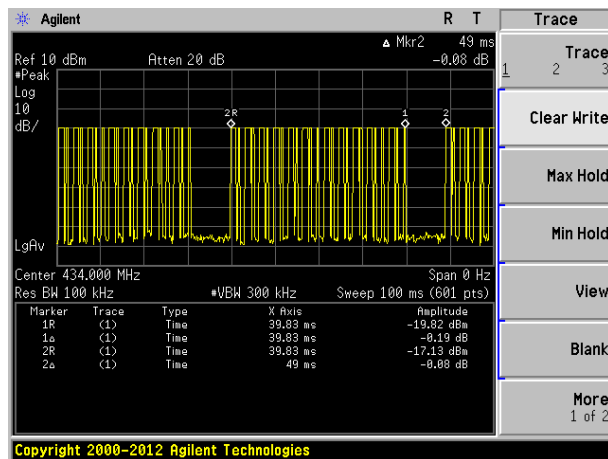 Agilent R T Trace
Δ Mkr2 49 ms
Ref 10 dBm Atten 20 dB -0.08 dB
#Peak
Log
10
dB/
2R 1 2
LgAv
Center 434.000 MHz Span 0 Hz
Res BW 100 kHz #VBW 300 kHz Sweep 100 ms (601 pts)
Marker Trace Type X Axis Amplitude
1R (1) Time 39.83 ms -19.82 dBm
1Δ (1) Time 39.83 ms -0.19 dB
2R (1) Time 39.83 ms -17.13 dBm
2Δ (1) Time 49 ms -0.08 dB
Copyright 2000-2012 Agilent Technologies
Trace
1 2 3
Clear Write
Max Hold
Min Hold
View
Blank
More
1 of 2